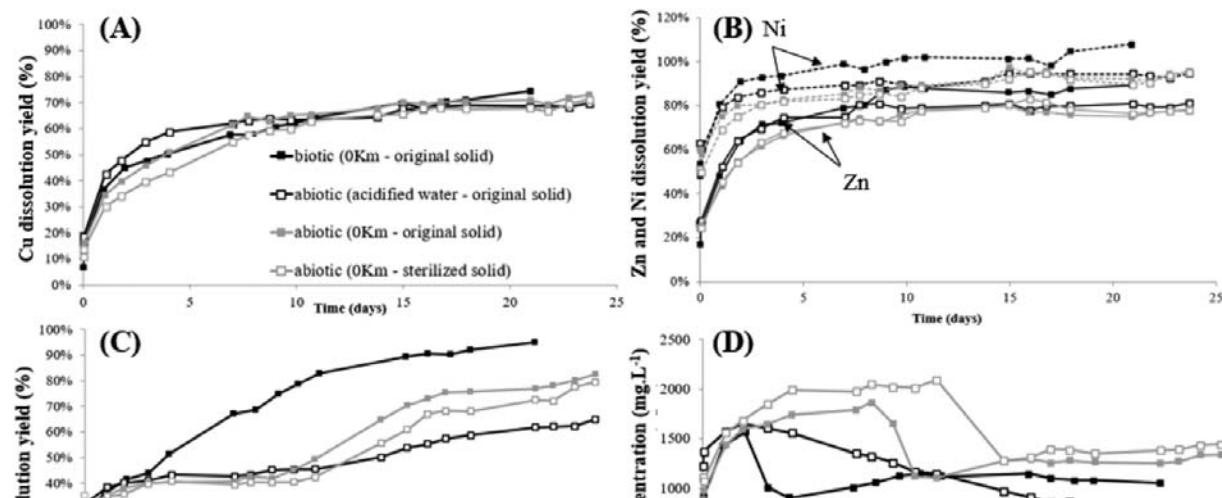 (A)
Cu dissolution yield (%)
100%
90%
80%
70%
60%
50%
40%
30%
20%
10%
0%
0
5
10
15
20
25
Time (days)
biotic (0Km - original solid)
abiotic (acidified water - original solid)
abiotic (0Km - original solid)
abiotic (0Km - sterilized solid)
(B)
Zn and Ni dissolution yield (%)
120%
100%
80%
60%
40%
20%
0%
0
5
10
15
20
25
Time (days)
Ni
Zn
(C)
yield (%)
100%
90%
80%
70%
60%
50%
40%
(D)
(mg.L-1)
2500
2000
1500
1000